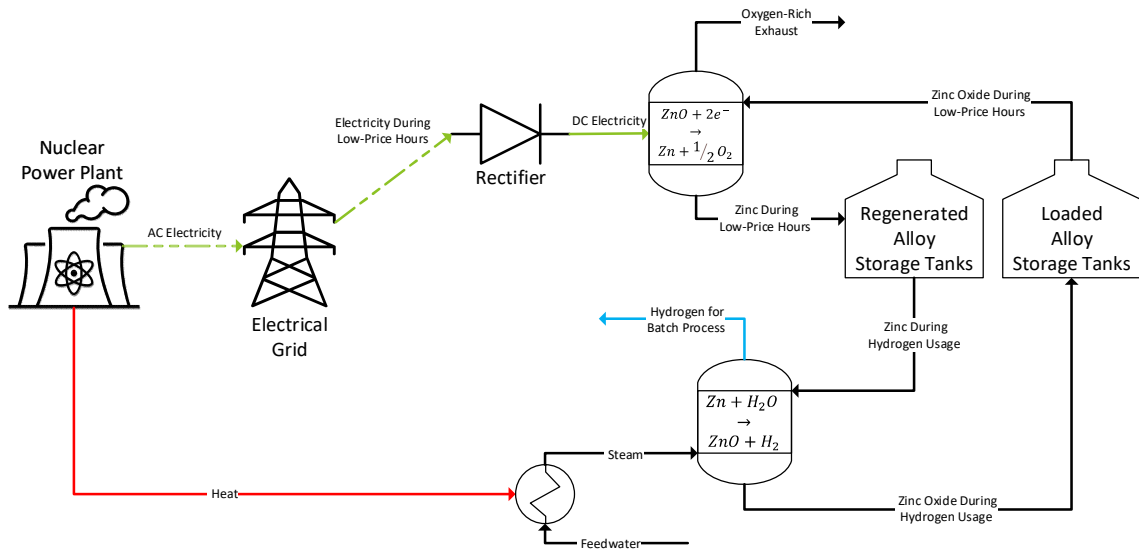 Oxygen-Rich
Exhaust
Zinc Oxide During
Low-Price Hours
Electricity During
Low-Price Hours
DC Electricity
ZnO + 2e⁻
→
Zn + 1/2 O₂
Rectifier
Nuclear
Power Plant
AC Electricity
Zinc During
Low-Price Hours
Regenerated
Alloy
Storage Tanks
Loaded
Alloy
Storage Tanks
Electrical
Grid
Hydrogen for
Batch Process
Zinc During
Hydrogen Usage
Zn + H₂O
→
ZnO + H₂
Steam
Heat
Zinc Oxide During
Hydrogen Usage
Feedwater